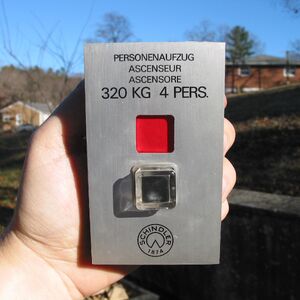 PERSONENAUFZUG
ASCENSEUR
ASCENSORE
320 KG 4 PERS.
SCHINDLER
1874